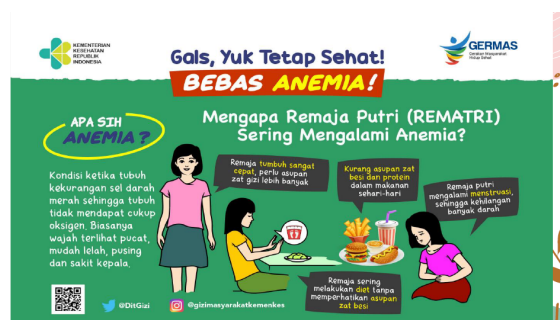 KEMENTERIAN
KESEHATAN
REPUBLIK
INDONESIA
GERMAS
Gerakan Masyarakat
Hidup Sehat
Gals, Yuk Tetap Sehat!
BEBAS ANEMIA!
APA SIH
ANEMIA?
Kondisi ketika tubuh
kekurangan sel darah
merah sehingga tubuh
tidak mendapat cukup
oksigen. Biasanya
wajah terlihat pucat,
mudah lelah, pusing
dan sakit kepala.
Mengapa Remaja Putri (REMATRI)
Sering Mengalami Anemia?
Remaja tumbuh sangat
cepat, perlu asupan
zat gizi lebih banyak
Kurang asupan zat
besi dan protein
dalam makanan
sehari-hari
Remaja putri
mengalami menstruasi,
sehingga kehilangan
banyak darah
Remaja sering
melakukan diet tanpa
memperhatikan asupan
zat besi
@DitGizi
@gizimasyarakatkemenkes